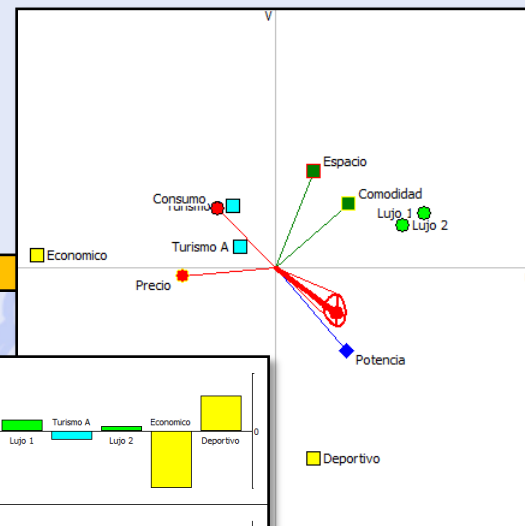 V
Espacio
Comodidad
Consumo
Lujo 1
Lujo 2
Turismo A
Economico
Precio
Potencia
Deportivo
Turismo A
Economico
Lujo 1
Lujo 2
Deportivo
0